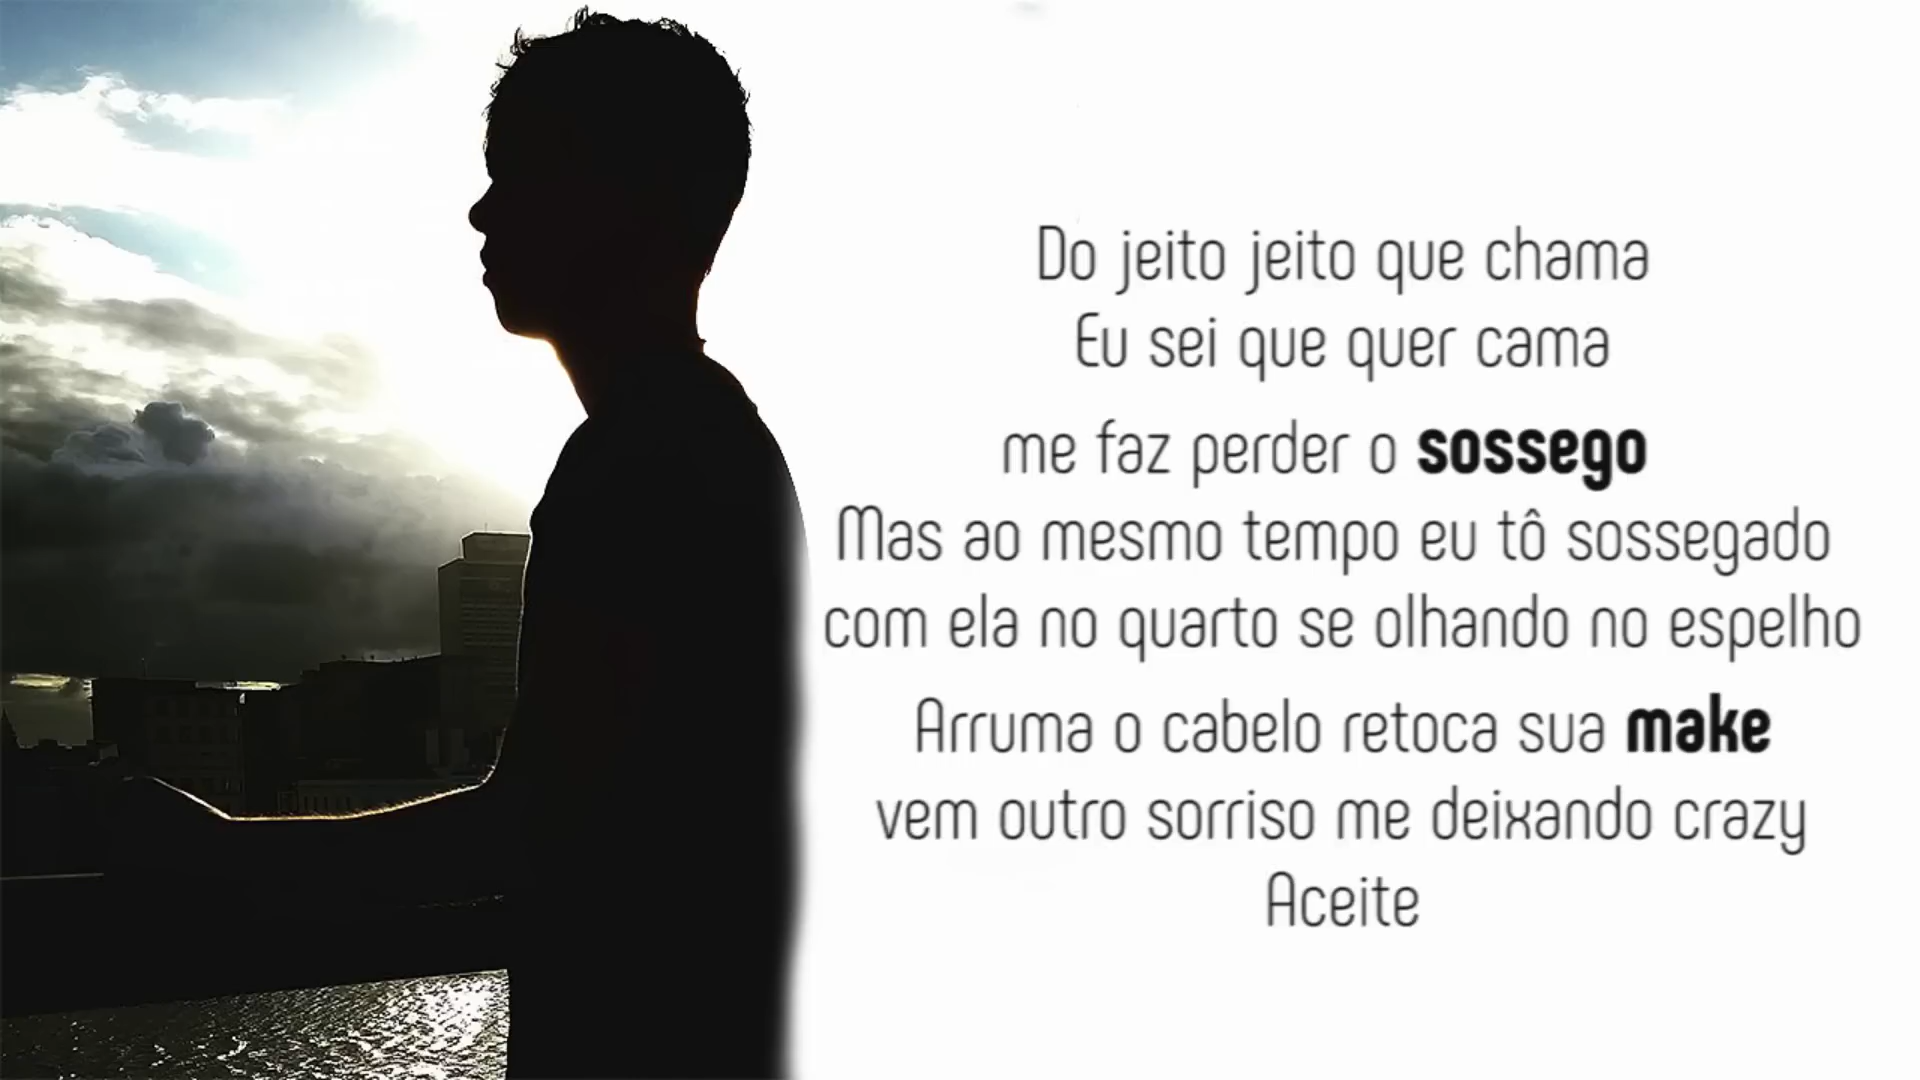 Do jeito jeito que chama
Eu sei que quer cama
me faz perder o sossego
Mas ao mesmo tempo eu tô sossegado
com ela no quarto se olhando no espelho
Arruma o cabelo retoca sua make
vem outro sorriso me deixando crazy
Aceite